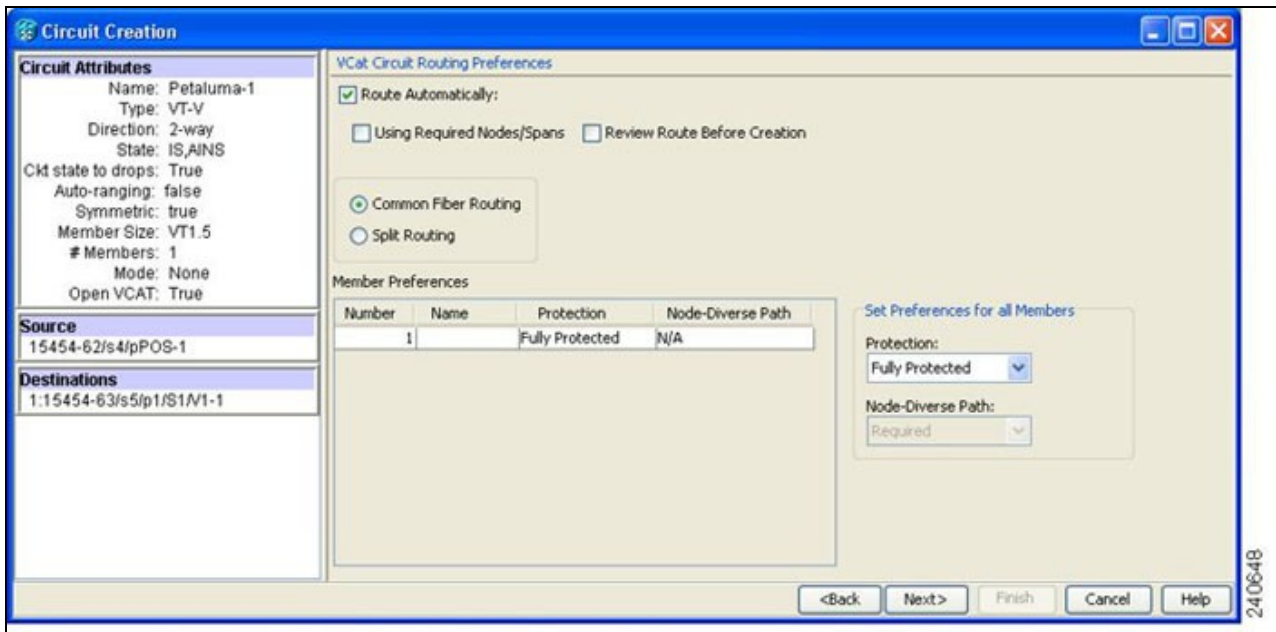 Circuit Creation
Circuit Attributes
Name: Petaluma-1
Type: VT-V
Direction: 2-way
State: IS,AINS
Ckt state to drops: True
Auto-ranging: false
Symmetric: true
Member Size: VT1.5
# Members: 1
Mode: None
Open VCAT: True
Source
15454-62/s4/pPOS-1
Destinations
1:15454-63/s5/p1/S1/V1-1
VCat Circuit Routing Preferences
Route Automatically:
Using Required Nodes/Spans Review Route Before Creation
Common Fiber Routing
Split Routing
Member Preferences
Number Name Protection Node-Diverse Path
1 Fully Protected N/A
Set Preferences for all Members
Protection:
Fully Protected
Node-Diverse Path:
Required
<Back Next> Finish Cancel Help
240648